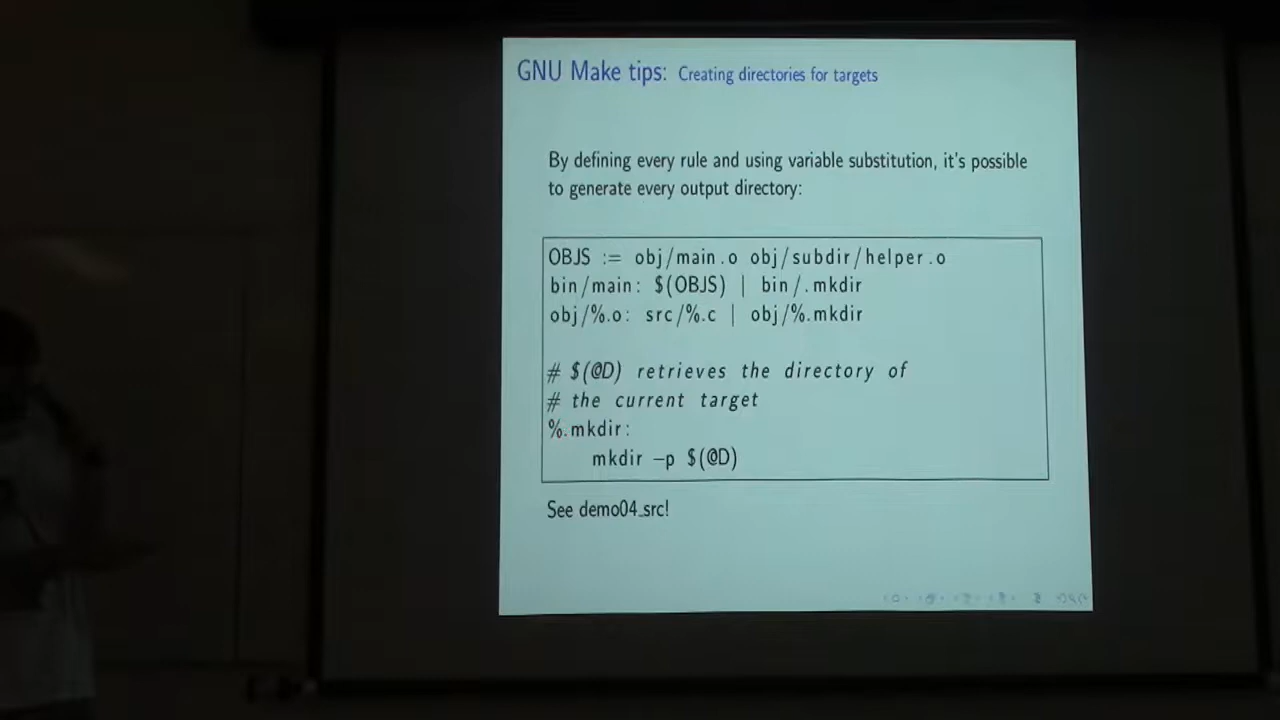 GNU Make tips: Creating directories for targets
By defining every rule and using variable substitution, it's possible
to generate every output directory:
OBJS := obj/main.o obj/subdir/helper.o
bin/main: $(OBJS) | bin/.mkdir
obj/%.o: src/%.c | obj/%.mkdir
# $(@D) retrieves the directory of
# the current target
%.mkdir:
mkdir -p $(@D)
See demo04_src!